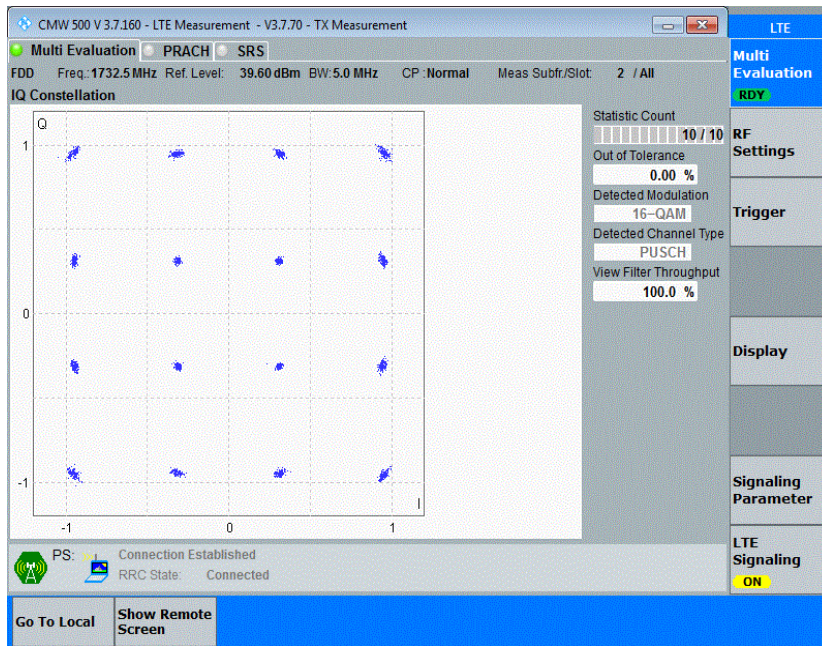 CMW 500 V 3.7.160 - LTE Measurement - V3.7.70 - TX Measurement
LTE
Multi Evaluation PRACH SRS
Multi
Evaluation
RDY
FDD Freq.:1732.5 MHz Ref. Level: 39.60 dBm BW:5.0 MHz CP :Normal Meas Subfr./Slot: 2 / All
IQ Constellation
Q
1
0
-1
-1 0 1
I
Statistic Count
10 / 10
Out of Tolerance
0.00 %
Detected Modulation
16-QAM
Detected Channel Type
PUSCH
View Filter Throughput
100.0 %
RF
Settings
Trigger
Display
Signaling
Parameter
LTE
Signaling
ON
PS: Connection Established
RRC State: Connected
Go To Local
Show Remote
Screen